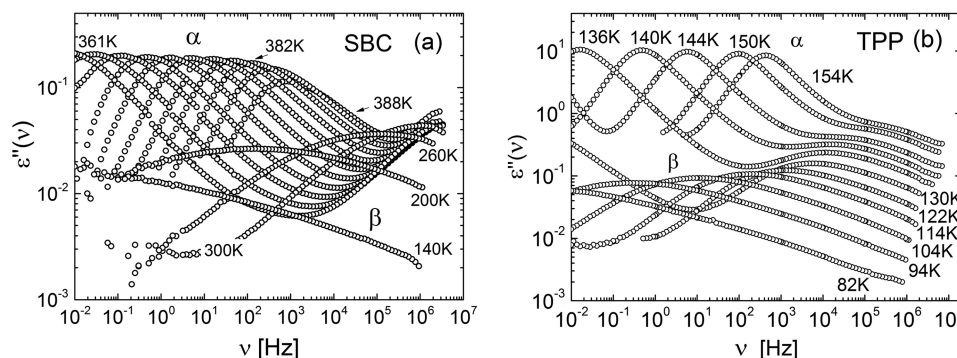 361K
α
382K
SBC
(a)
388K
260K
200K
140K
300K
β
10⁻¹
10⁻²
10⁻³
ε''(ν)
10⁻² 10⁻¹ 10⁰ 10¹ 10² 10³ 10⁴ 10⁵ 10⁶ 10⁷
ν [Hz]
136K
140K
144K
150K
α
TPP
(b)
154K
β
130K
122K
114K
104K
94K
82K
10¹
10⁰
10⁻¹
10⁻²
10⁻³
ε''(ν)
10⁻² 10⁻¹ 10⁰ 10¹ 10² 10³ 10⁴ 10⁵ 10⁶ 10⁷
ν [Hz]